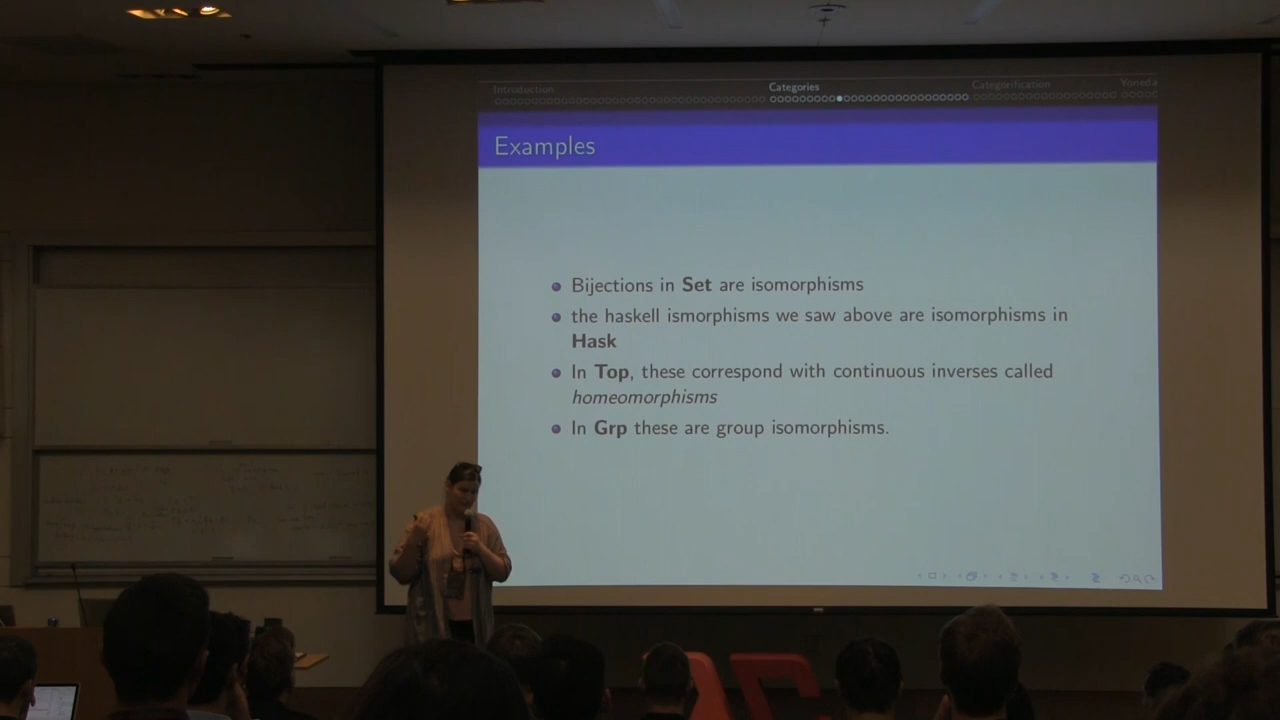 Introduction
Categories
Categorification
Yoneda
Examples
Bijections in Set are isomorphisms
the haskell ismorphisms we saw above are isomorphisms in
Hask
In Top, these correspond with continuous inverses called
homeomorphisms
In Grp these are group isomorphisms.